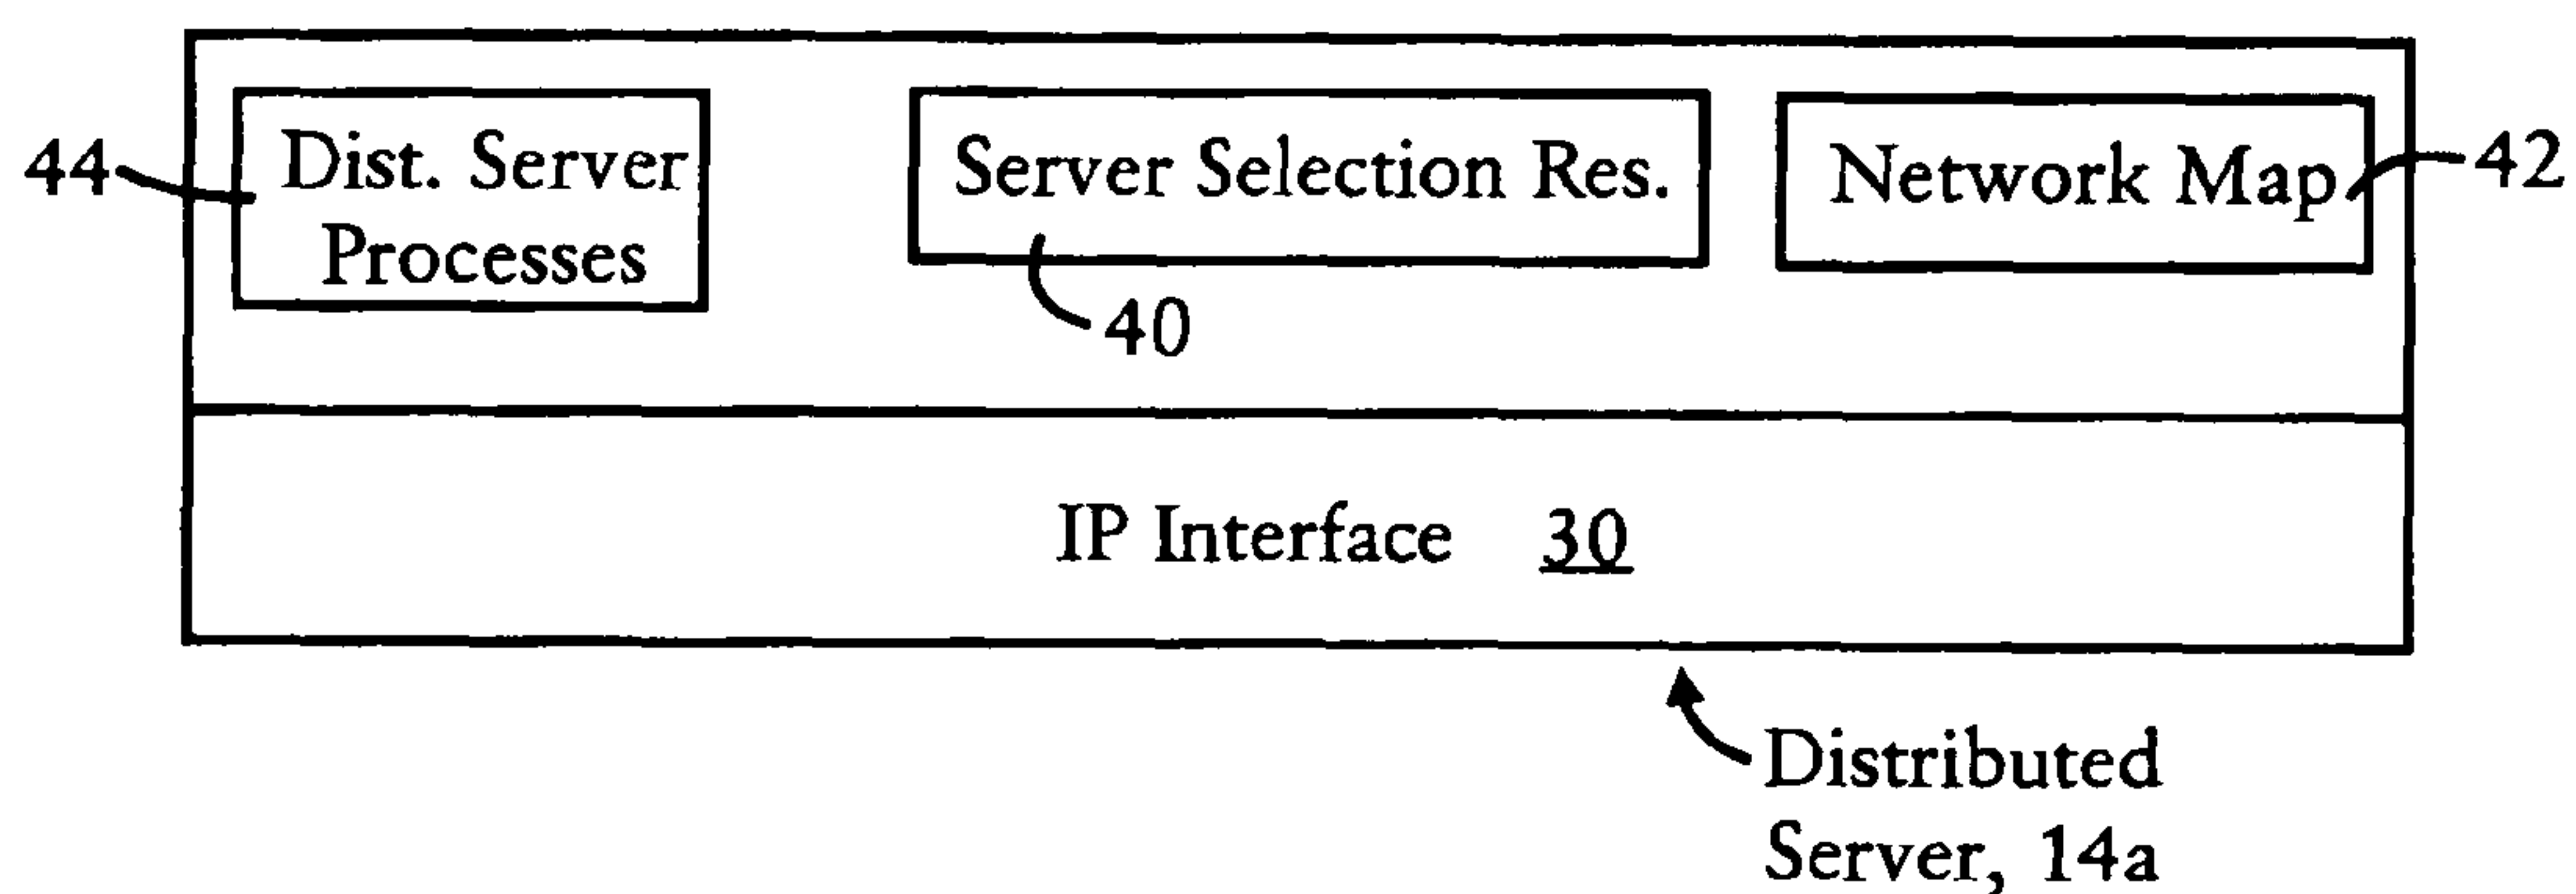 44
Dist. Server
Processes
Server Selection Res.
40
Network Map
42
IP Interface 30
Distributed
Server, 14a